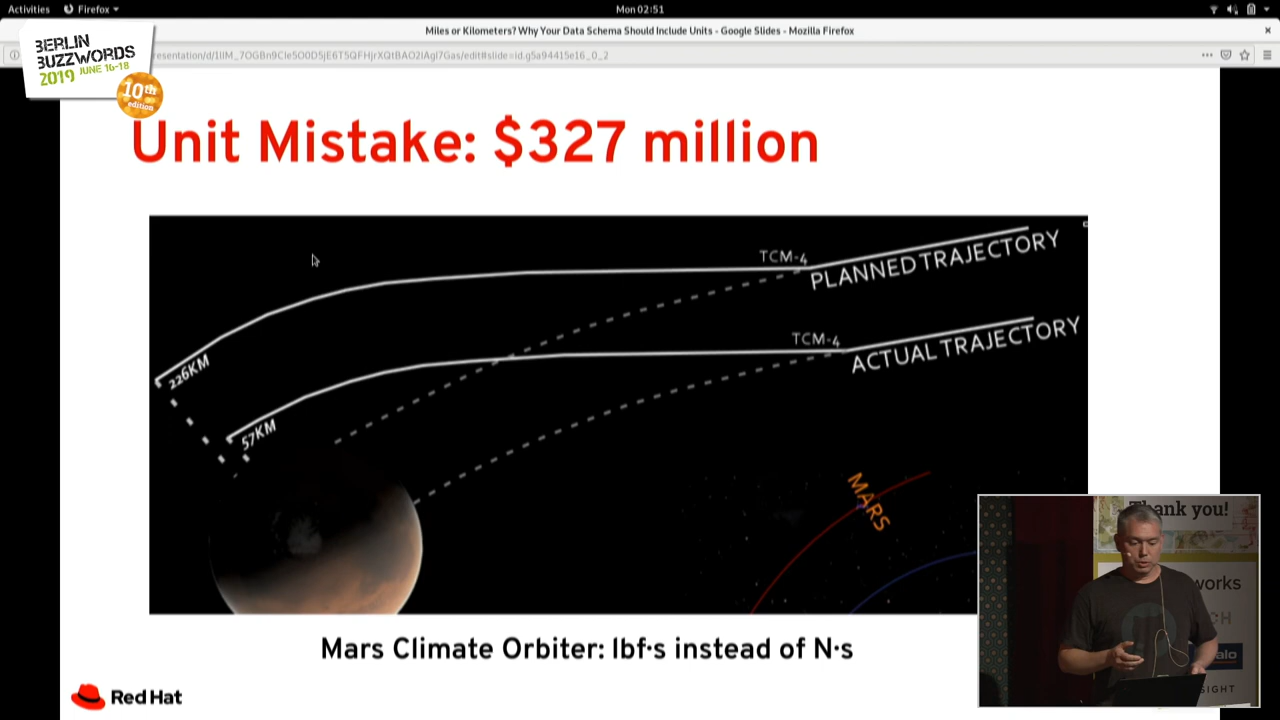 Activities
Firefox
Mon 02:51
Miles or Kilometers? Why Your Data Schema Should Include Units - Google Slides - Mozilla Firefox
BERLIN
BUZZWORDS
2019 JUNE 16-18
10th
edition
Unit Mistake: $327 million
TCM-4
PLANNED TRAJECTORY
TCM-4
ACTUAL TRAJECTORY
226KM
57KM
MARS
Thank you!
Mars Climate Orbiter: lbf·s instead of N·s
Red Hat